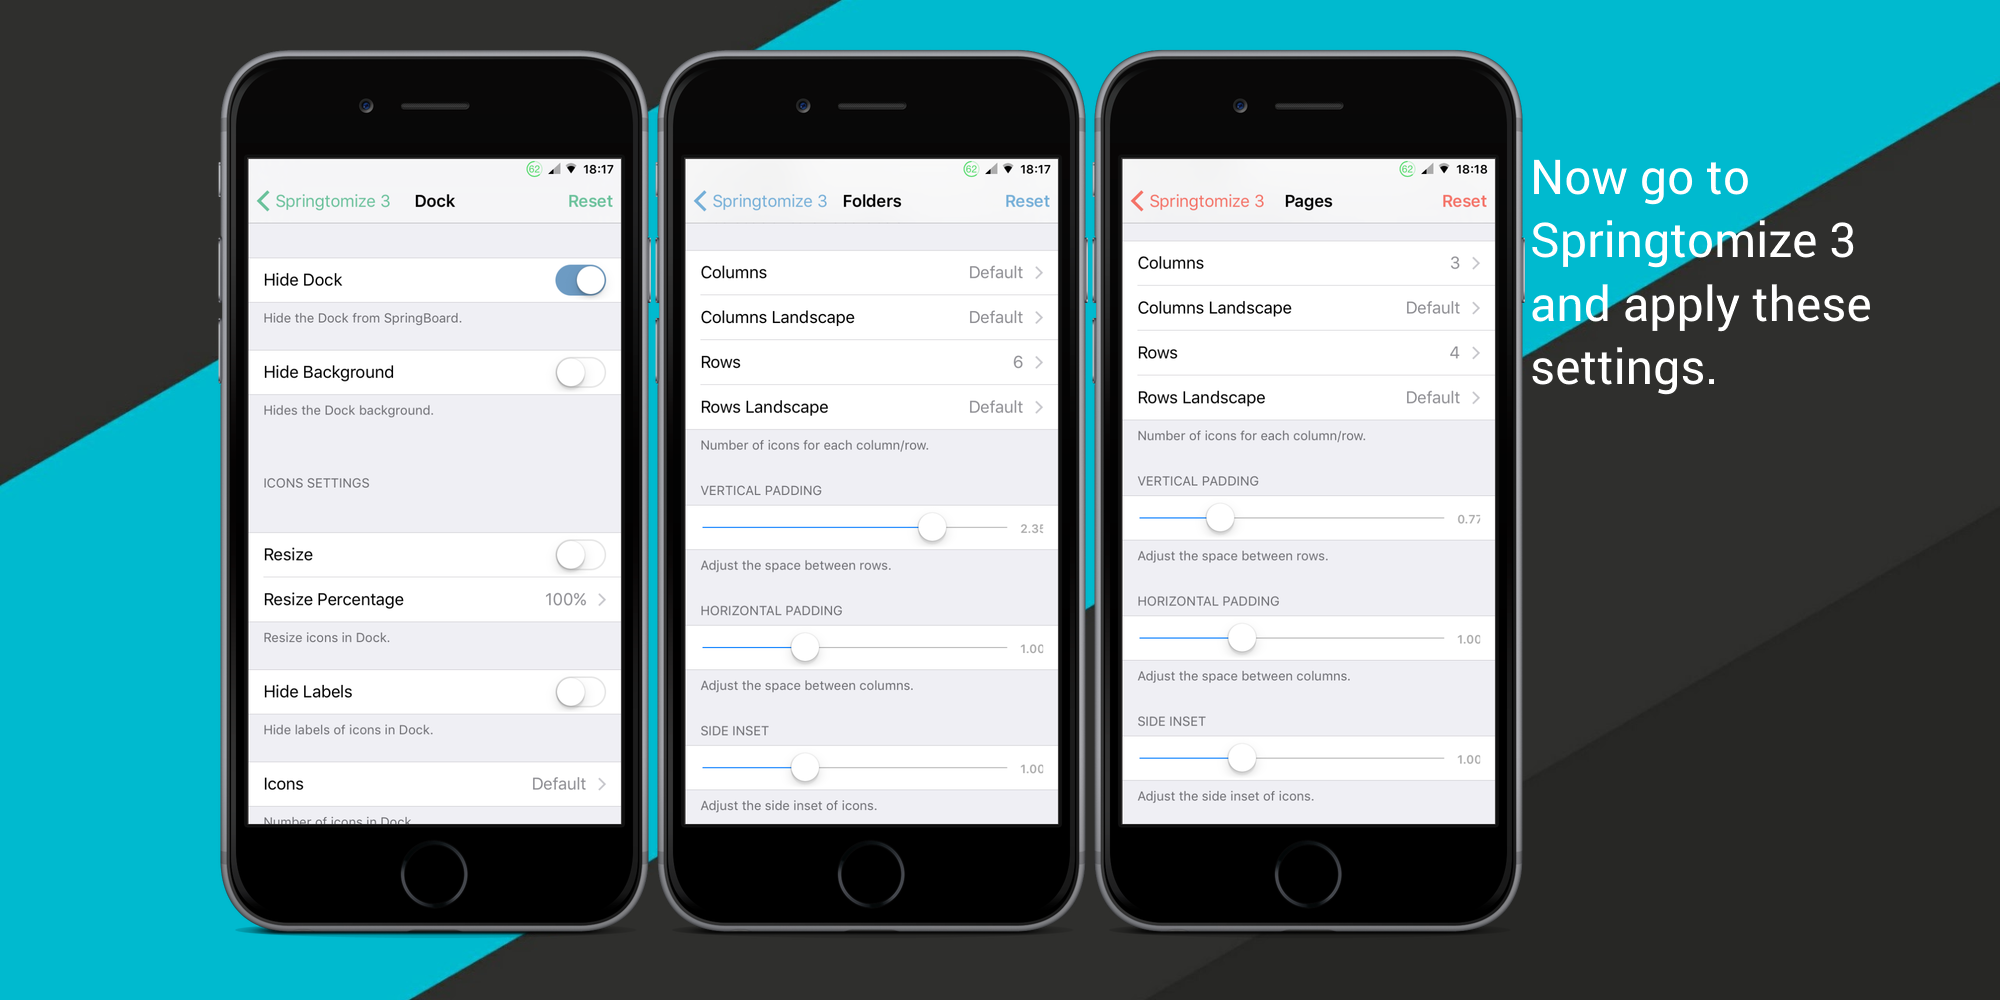 62 18:17
Springtomize 3 Dock Reset
Hide Dock
Hide the Dock from SpringBoard.
Hide Background
Hides the Dock background.
ICONS SETTINGS
Resize
Resize Percentage 100%
Resize icons in Dock.
Hide Labels
Hide labels of icons in Dock.
Icons Default
Number of icons in Dock
62 18:17
Springtomize 3 Folders Reset
Columns Default
Columns Landscape Default
Rows 6
Rows Landscape Default
Number of icons for each column/row.
VERTICAL PADDING
2.35
Adjust the space between rows.
HORIZONTAL PADDING
1.00
Adjust the space between columns.
SIDE INSET
1.00
Adjust the side inset of icons.
62 18:18
Springtomize 3 Pages Reset
Columns 3
Columns Landscape Default
Rows 4
Rows Landscape Default
Number of icons for each column/row.
VERTICAL PADDING
0.77
Adjust the space between rows.
HORIZONTAL PADDING
1.00
Adjust the space between columns.
SIDE INSET
1.00
Adjust the side inset of icons.
Now go to
Springtomize 3
and apply these
settings.